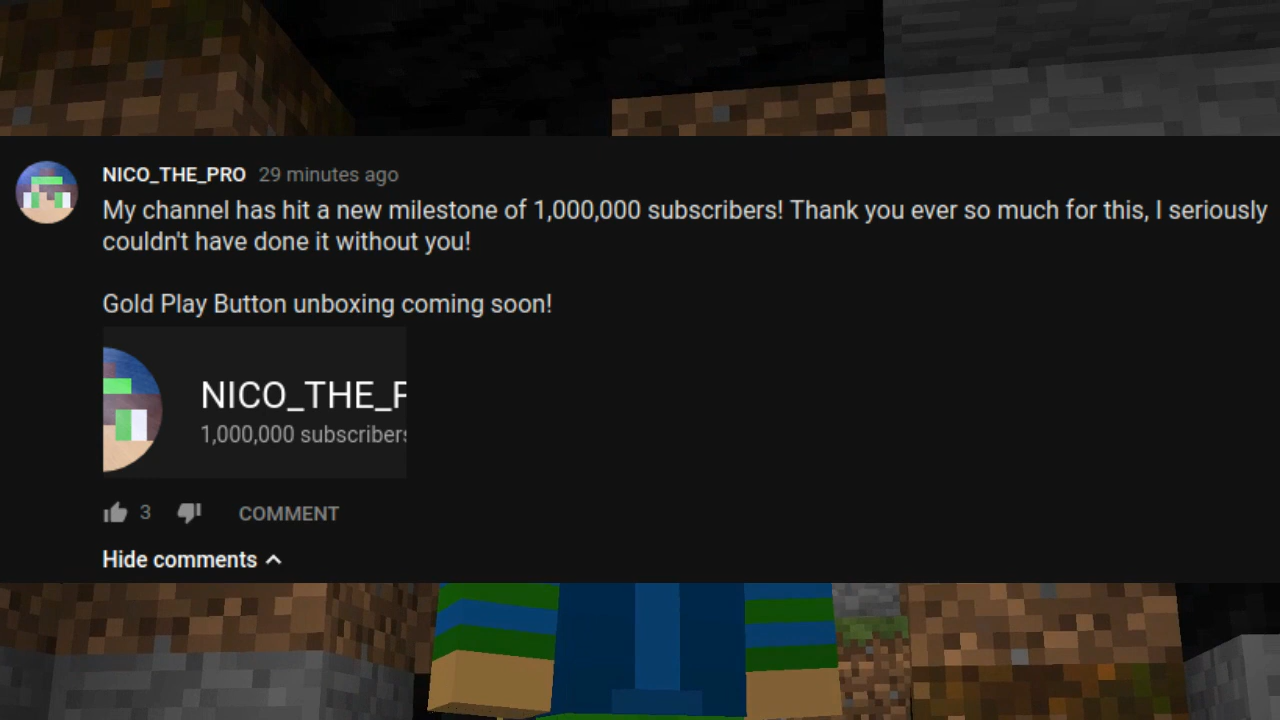 NICO_THE_PRO 29 minutes ago
My channel has hit a new milestone of 1,000,000 subscribers! Thank you ever so much for this, I seriously
couldn't have done it without you!
Gold Play Button unboxing coming soon!
NICO_THE_P
1,000,000 subscribers
3 COMMENT
Hide comments